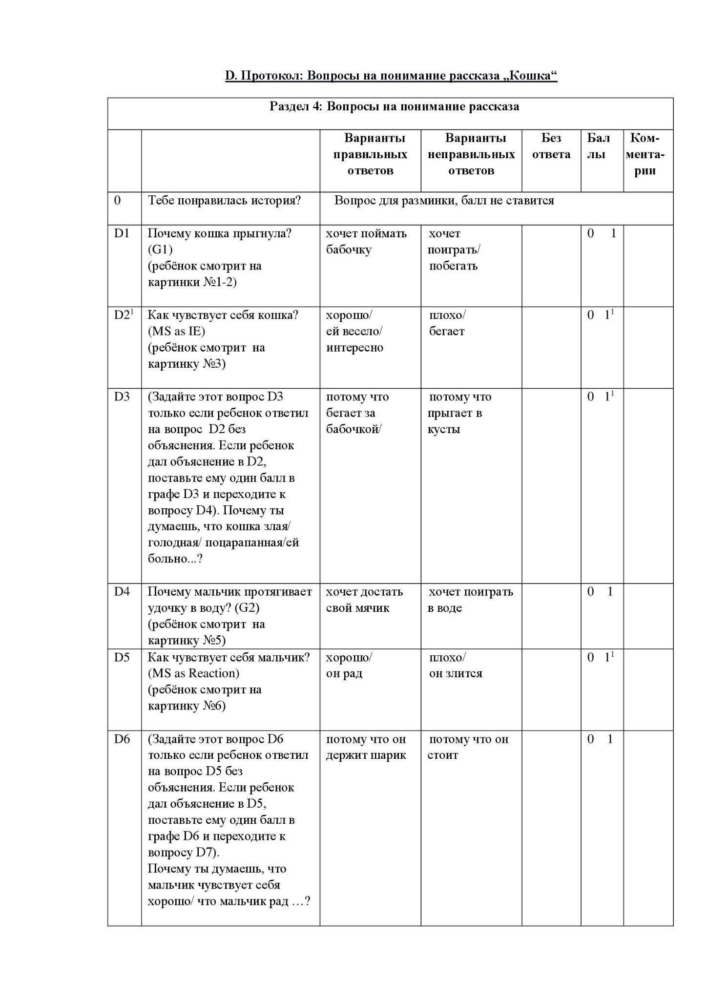 D. Протокол: Вопросы на понимание рассказа „Кошка“
Раздел 4: Вопросы на понимание рассказа
Варианты
правильных
ответов
Варианты
неправильных
ответов
Без
ответа
Бал
лы
Ком-
мента-
рии
0
Тебе понравилась история?
Вопрос для разминки, балл не ставится
D1
Почему кошка прыгнула?
(G1)
(ребёнок смотрит на
картинки №1-2)
хочет поймать
бабочку
хочет
поиграть/
побегать
0 1
D2¹
Как чувствует себя кошка?
(MS as IE)
(ребёнок смотрит на
картинку №3)
хорошо/
ей весело/
интересно
плохо/
бегает
0 1¹
D3
(Задайте этот вопрос D3
только если ребенок ответил
на вопрос D2 без
объяснения. Если ребенок
дал объяснение в D2,
поставьте ему один балл в
графе D3 и переходите к
вопросу D4). Почему ты
думаешь, что кошка злая/
голодная/ поцарапанная/ей
больно...?
потому что
бегает за
бабочкой/
потому что
прыгает в
кусты
0 1¹
D4
Почему мальчик протягивает
удочку в воду? (G2)
(ребёнок смотрит на
картинку №5)
хочет достать
свой мячик
хочет поиграть
в воде
0 1
D5
Как чувствует себя мальчик?
(MS as Reaction)
(ребёнок смотрит на
картинку №6)
хорошо/
он рад
плохо/
он злится
0 1¹
D6
(Задайте этот вопрос D6
только если ребенок ответил
на вопрос D5 без
объяснения. Если ребенок
дал объяснение в D5,
поставьте ему один балл в
графе D6 и переходите к
вопросу D7).
Почему ты думаешь, что
мальчик чувствует себя
хорошо/ что мальчик рад …?
потому что он
держит шарик
потому что он
стоит
0 1